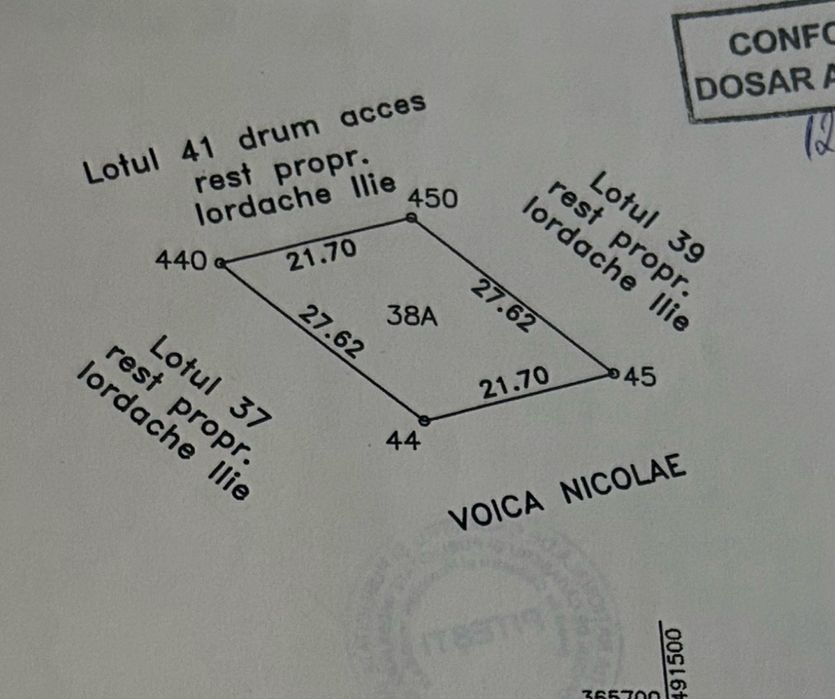 CONFO
DOSAR A
12
Lotul 41 drum acces
rest propr.
Iordache Ilie
450
Lotul 39
rest propr.
Iordache Ilie
440
21.70
27.62
38A
27.62
Lotul 37
rest propr.
Iordache Ilie
21.70
45
44
VOICA NICOLAE
PITESTI
491500
365700